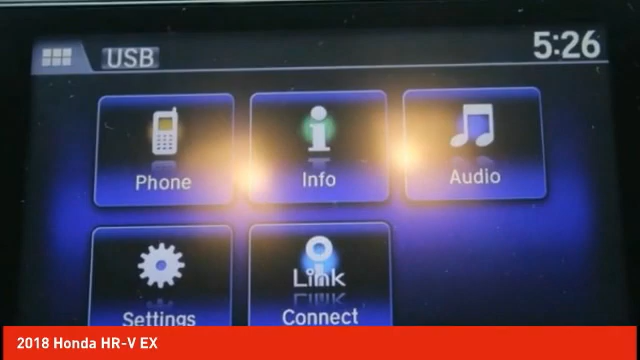 USB
5:26
Phone
Info
Audio
Settings
Link
Connect
2018 Honda HR-V EX